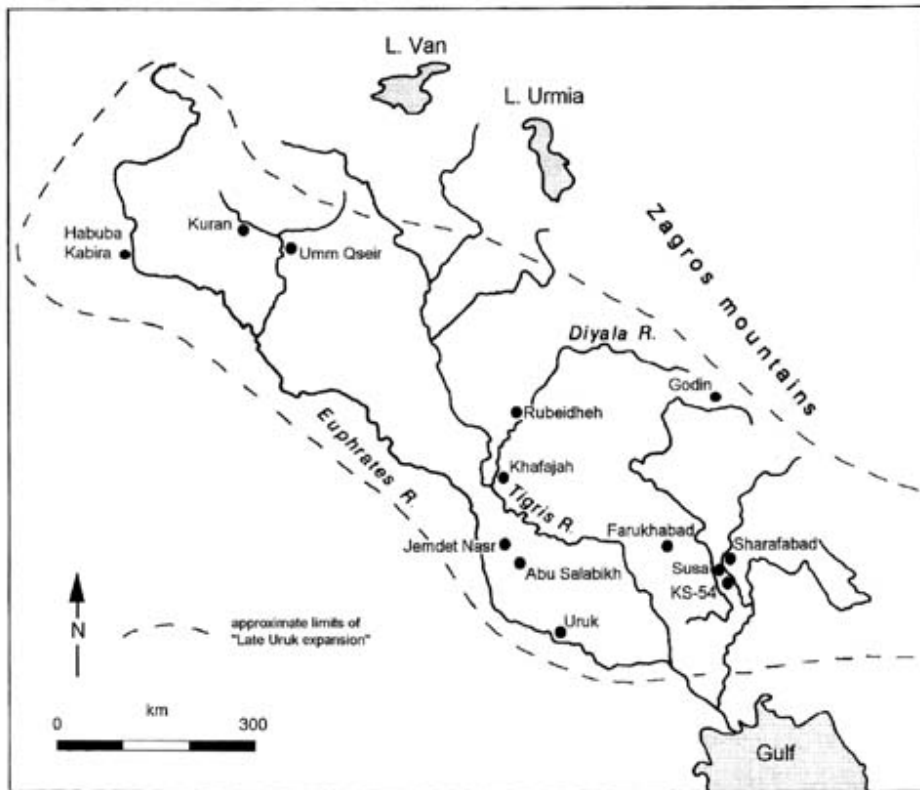 L. Van
L. Urmia
Zagros mountains
Kuran
Habuba
Kabira
Umm Qseir
Diyala R.
Godin
Rubeidheh
Euphrates R.
Khafajah
Tigris R.
Farukhabad
Sharafabad
Jemdet Nasr
Susa
Abu Salabikh
KS-54
Uruk
N
approximate limits of
"Late Uruk expansion"
km
0 300
Gulf